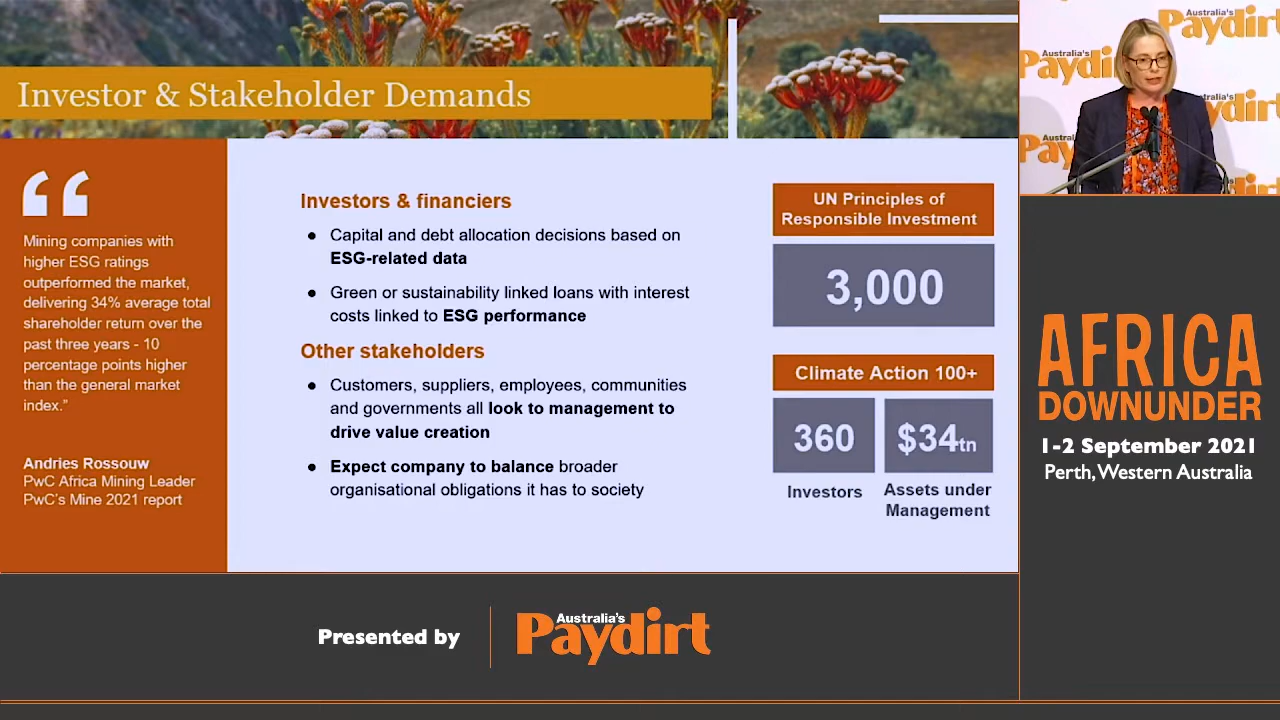 Investor & Stakeholder Demands
Mining companies with
higher ESG ratings
outperformed the market,
delivering 34% average total
shareholder return over the
past three years - 10
percentage points higher
than the general market
index.”
Andries Rossouw
PwC Africa Mining Leader
PwC's Mine 2021 report
Investors & financiers
● Capital and debt allocation decisions based on
ESG-related data
● Green or sustainability linked loans with interest
costs linked to ESG performance
Other stakeholders
● Customers, suppliers, employees, communities
and governments all look to management to
drive value creation
● Expect company to balance broader
organisational obligations it has to society
UN Principles of
Responsible Investment
3,000
Climate Action 100+
360
$34tn
Investors
Assets under
Management
Australia's
Paydirt
AFRICA
DOWNUNDER
1-2 September 2021
Perth, Western Australia
Presented by
Australia's
Paydirt